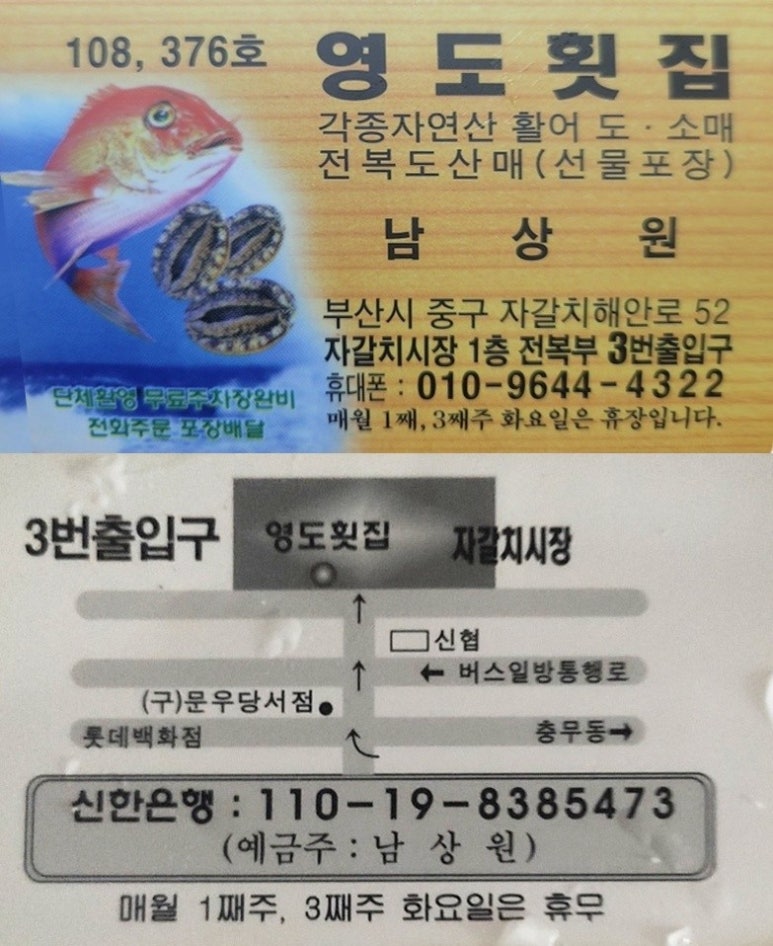 108, 376호
영도횟집
각종자연산 활어 도·소매
전복도산매(선물포장)
남 상 원
부산시 중구 자갈치해안로 52
자갈치시장 1층 전복부 3번출입구
휴대폰 : 010-9644-4322
매월 1째, 3째주 화요일은 휴장입니다.
단체환영 무료주차장완비
전화주문 포장배달
3번출입구
영도횟집
자갈치시장
신협
← 버스일방통행로
(구)문우당서점
롯데백화점
충무동→
신한은행 : 110-19-8385473
(예금주 : 남 상 원)
매월 1째주, 3째주 화요일은 휴무